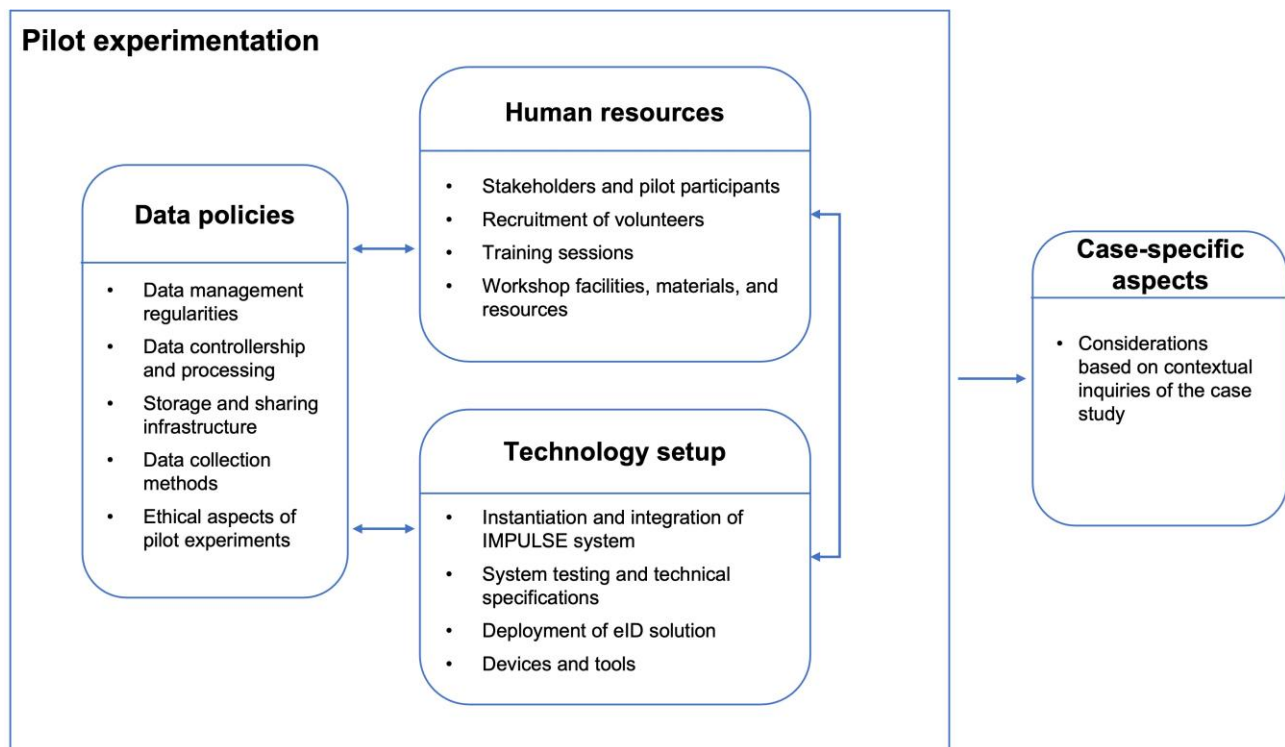 Pilot experimentation
Data policies
• Data management
regularities
• Data controllership
and processing
• Storage and sharing
infrastructure
• Data collection
methods
• Ethical aspects of
pilot experiments
Human resources
• Stakeholders and pilot participants
• Recruitment of volunteers
• Training sessions
• Workshop facilities, materials, and
resources
Technology setup
• Instantiation and integration of
IMPULSE system
• System testing and technical
specifications
• Deployment of eID solution
• Devices and tools
Case-specific
aspects
• Considerations
based on contextual
inquiries of the case
study